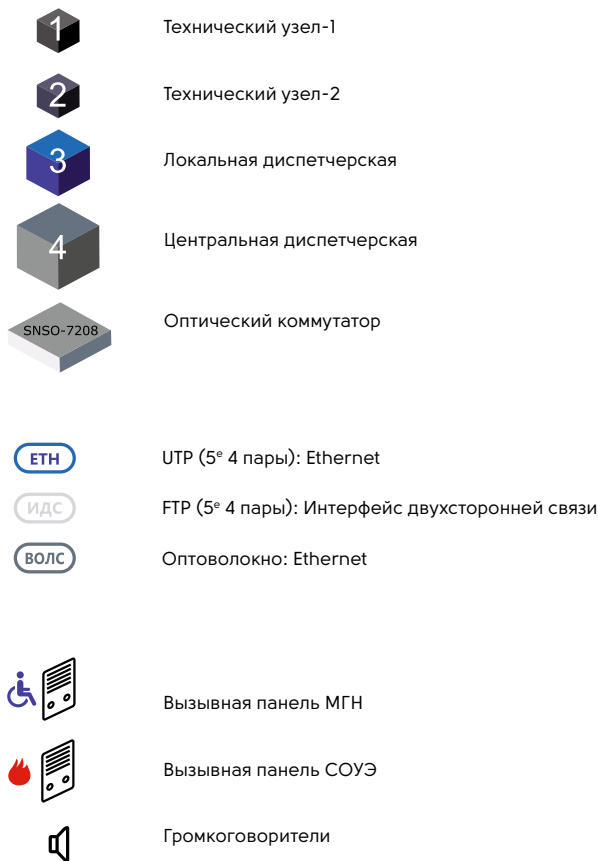 1 Технический узел-1
2 Технический узел-2
3 Локальная диспетчерская
4 Центральная диспетчерская
SNSO-7208 Оптический коммутатор
ETH UTP (5ᵉ 4 пары): Ethernet
ИДС FTP (5ᵉ 4 пары): Интерфейс двухсторонней связи
ВОЛС Оптоволокно: Ethernet
Вызывная панель МГН
Вызывная панель СОУЭ
Громкоговорители